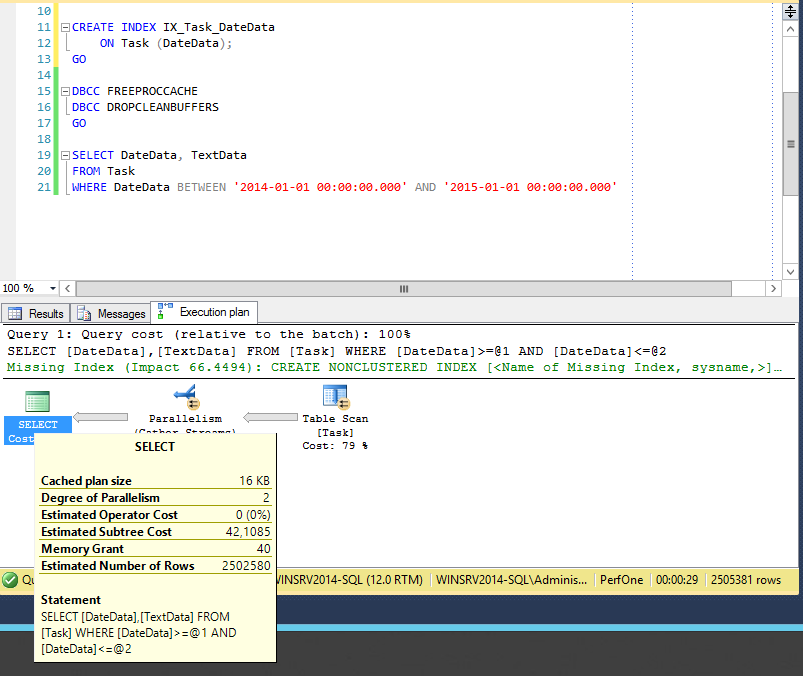 10
11 CREATE INDEX IX_Task_DateData
12 ON Task (DateData);
13 GO
14
15 DBCC FREEPROCCACHE
16 DBCC DROPCLEANBUFFERS
17 GO
18
19 SELECT DateData, TextData
20 FROM Task
21 WHERE DateData BETWEEN '2014-01-01 00:00:00.000' AND '2015-01-01 00:00:00.000'
100 %
Results Messages Execution plan
Query 1: Query cost (relative to the batch): 100%
SELECT [DateData],[TextData] FROM [Task] WHERE [DateData]>=@1 AND [DateData]<=@2
Missing Index (Impact 66.4494): CREATE NONCLUSTERED INDEX [<Name of Missing Index, sysname,>]…
SELECT
Cost
Parallelism
(Gather Streams)
Table Scan
[Task]
Cost: 79 %
SELECT
Cached plan size 16 KB
Degree of Parallelism 2
Estimated Operator Cost 0 (0%)
Estimated Subtree Cost 42,1085
Memory Grant 40
Estimated Number of Rows 2502580
Statement
SELECT [DateData],[TextData] FROM
[Task] WHERE [DateData]>=@1 AND
[DateData]<=@2
WINSRV2014-SQL (12.0 RTM) WINSRV2014-SQL\Adminis... PerfOne 00:00:29 2505381 rows